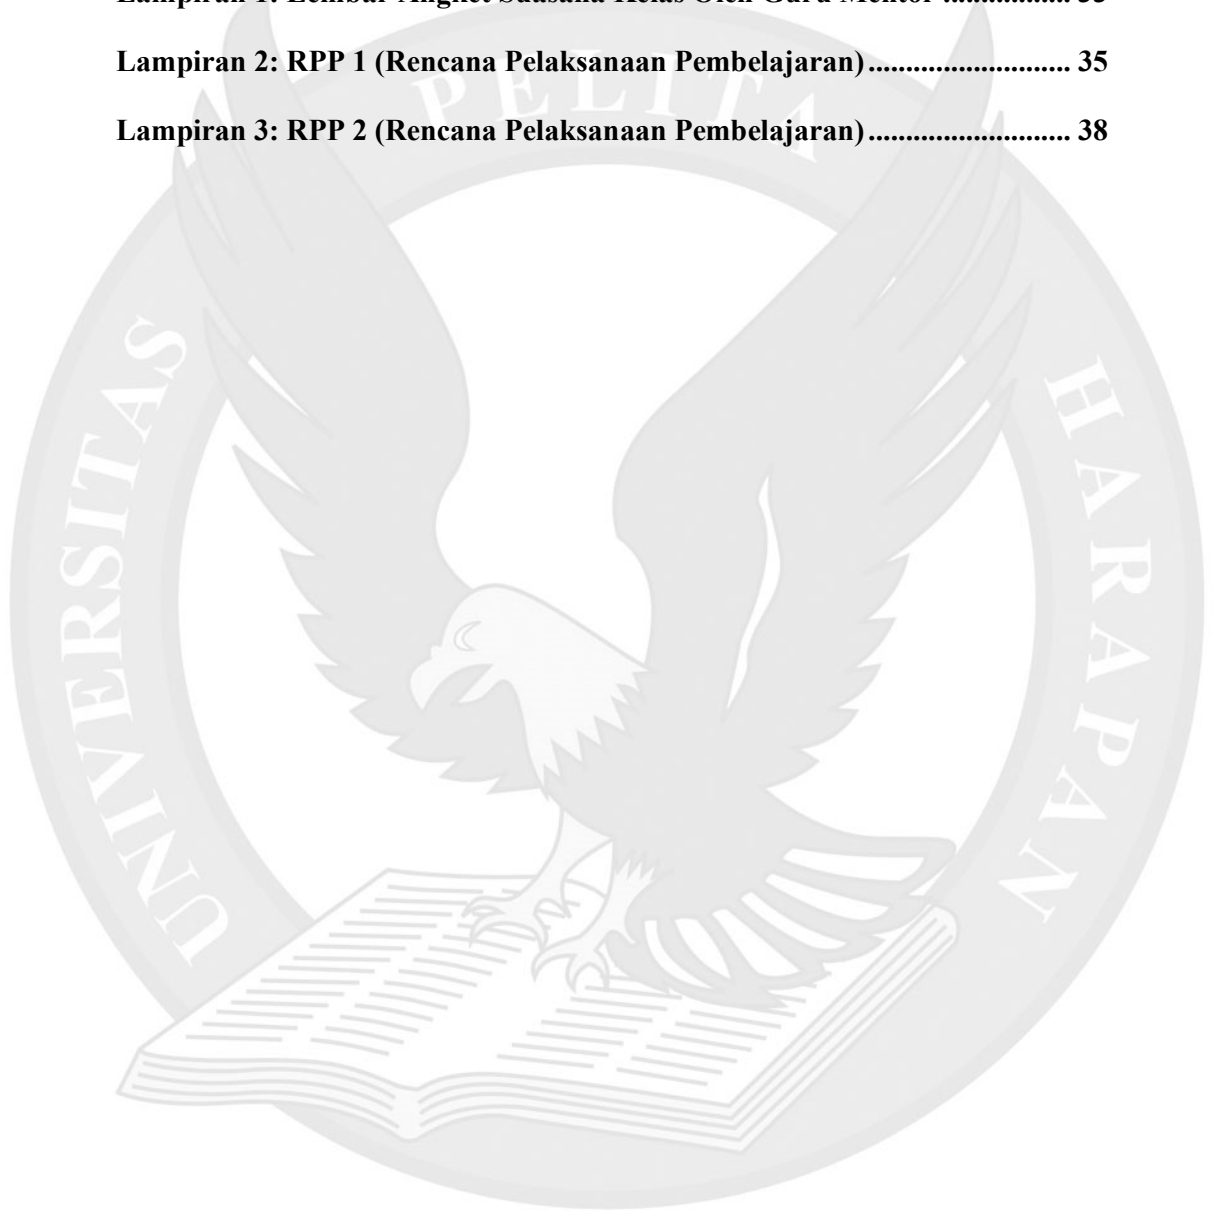 Lampiran 1: Lembar Angket Suasana Kelas Oleh Guru Mentor ...............
Lampiran 2: RPP 1 (Rencana Pelaksanaan Pembelajaran) .......................... 35
Lampiran 3: RPP 2 (Rencana Pelaksanaan Pembelajaran) .......................... 38
UNIVERSITAS PELITA HARAPAN